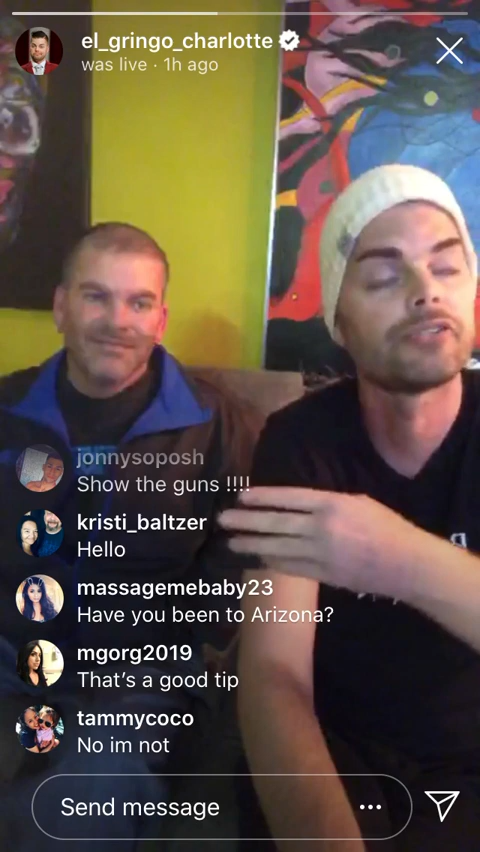 el_gringo_charlotte
was live · 1h ago
jonnysoposh
Show the guns !!!!
kristi_baltzer
Hello
massagemebaby23
Have you been to Arizona?
mgorg2019
That’s a good tip
tammycoco
No im not
Send message